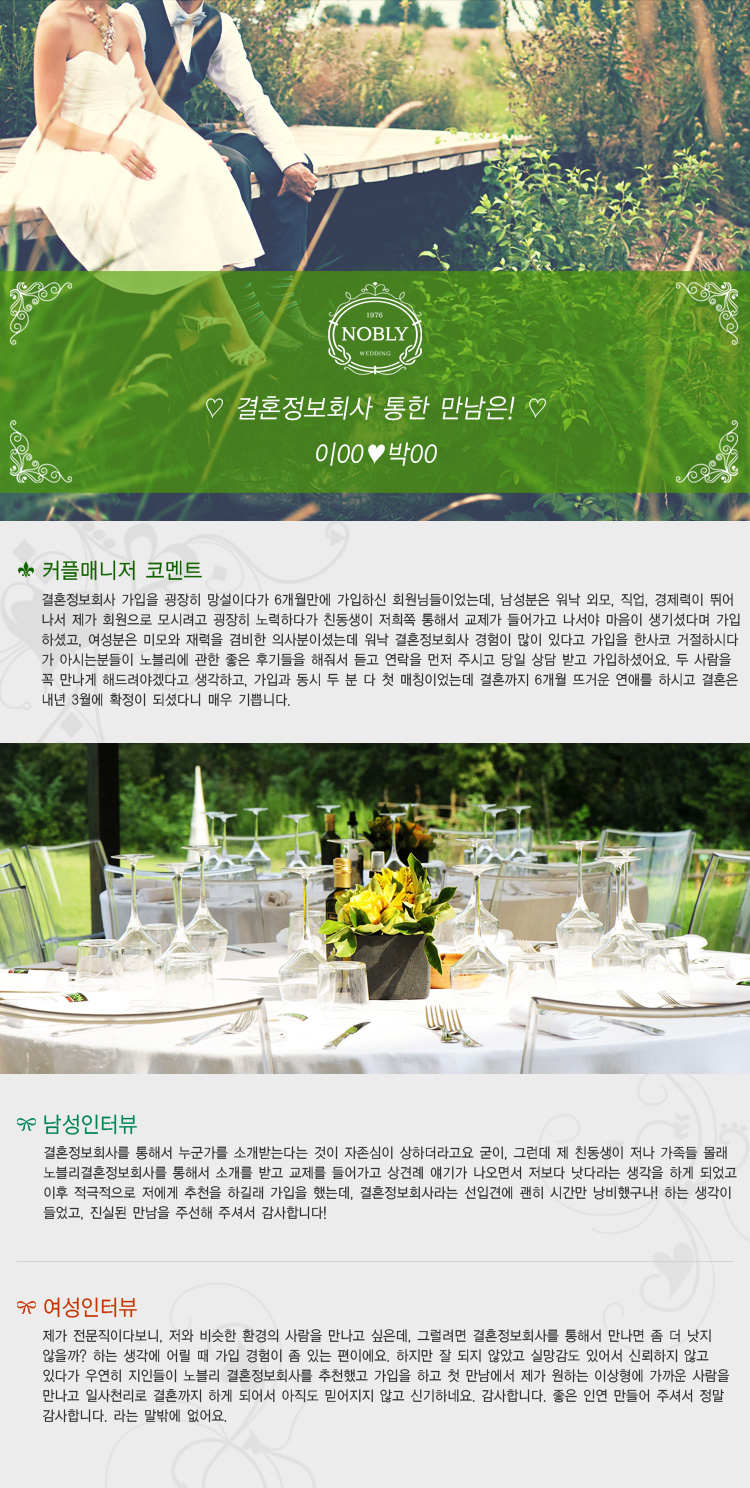 1976
NOBLY
WEDDING
♡ 결혼정보회사 통한 만남은! ♡
이00♥박00
커플매니저 코멘트
결혼정보회사 가입을 굉장히 망설이다가 6개월만에 가입하신 회원님들이었는데, 남성분은 워낙 외모, 직업, 경제력이 뛰어
나서 제가 회원으로 모시려고 굉장히 노력하다가 친동생이 저희쪽 통해서 교제가 들어가고 나서야 마음이 생기셨다며 가입
하셨고, 여성분은 미모와 재력을 겸비한 의사분이셨는데 워낙 결혼정보회사 경험이 많이 있다고 가입을 한사코 거절하시다
가 아시는분들이 노블리에 관한 좋은 후기들을 해줘서 듣고 연락을 먼저 주시고 당일 상담 받고 가입하셨어요. 두 사람을
꼭 만나게 해드려야겠다고 생각하고, 가입과 동시 두 분 다 첫 매칭이었는데 결혼까지 6개월 뜨거운 연애를 하시고 결혼은
내년 3월에 확정이 되셨다니 매우 기쁩니다.
남성인터뷰
결혼정보회사를 통해서 누군가를 소개받는다는 것이 자존심이 상하더라고요 굳이, 그런데 제 친동생이 저나 가족들 몰래
노블리결혼정보회사를 통해서 소개를 받고 교제를 들어가고 상견례 얘기가 나오면서 저보다 낫다라는 생각을 하게 되었고
이후 적극적으로 저에게 추천을 하길래 가입을 했는데, 결혼정보회사라는 선입견에 괜히 시간만 낭비했구나! 하는 생각이
들었고, 진실된 만남을 주선해 주셔서 감사합니다!
여성인터뷰
제가 전문직이다보니, 저와 비슷한 환경의 사람을 만나고 싶은데, 그럴려면 결혼정보회사를 통해서 만나면 좀 더 낫지
않을까? 하는 생각에 어릴 때 가입 경험이 좀 있는 편이에요. 하지만 잘 되지 않았고 실망감도 있어서 신뢰하지 않고
있다가 우연히 지인들이 노블리 결혼정보회사를 추천했고 가입을 하고 첫 만남에서 제가 원하는 이상형에 가까운 사람을
만나고 일사천리로 결혼까지 하게 되어서 아직도 믿어지지 않고 신기하네요. 감사합니다. 좋은 인연 만들어 주셔서 정말
감사합니다. 라는 말밖에 없어요.